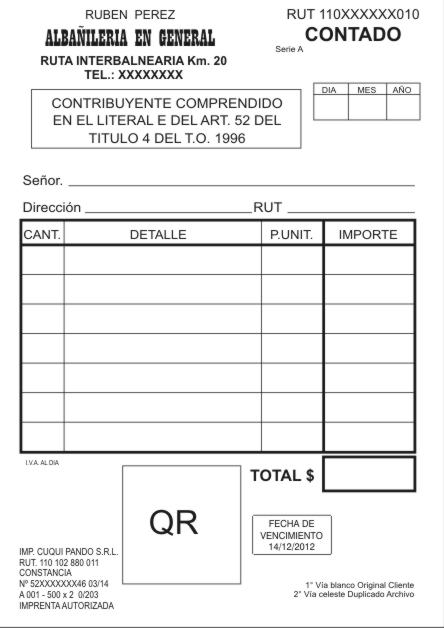 RUBEN PEREZ
ALBAÑILERIA EN GENERAL
RUTA INTERBALNEARIA Km. 20
TEL.: XXXXXXXX
RUT 110XXXXXX010
CONTADO
Serie A
CONTRIBUYENTE COMPRENDIDO
EN EL LITERAL E DEL ART. 52 DEL
TITULO 4 DEL T.O. 1996
DIA MES AÑO
Señor.
Dirección RUT
CANT. DETALLE P.UNIT. IMPORTE
I.V.A. AL DIA
TOTAL $
QR
FECHA DE
VENCIMIENTO
14/12/2012
IMP. CUQUI PANDO S.R.L.
RUT. 110 102 880 011
CONSTANCIA
Nº 52XXXXXXX46 03/14
A 001 - 500 x 2 0/203
IMPRENTA AUTORIZADA
1° Vía blanco Original Cliente
2° Vía celeste Duplicado Archivo